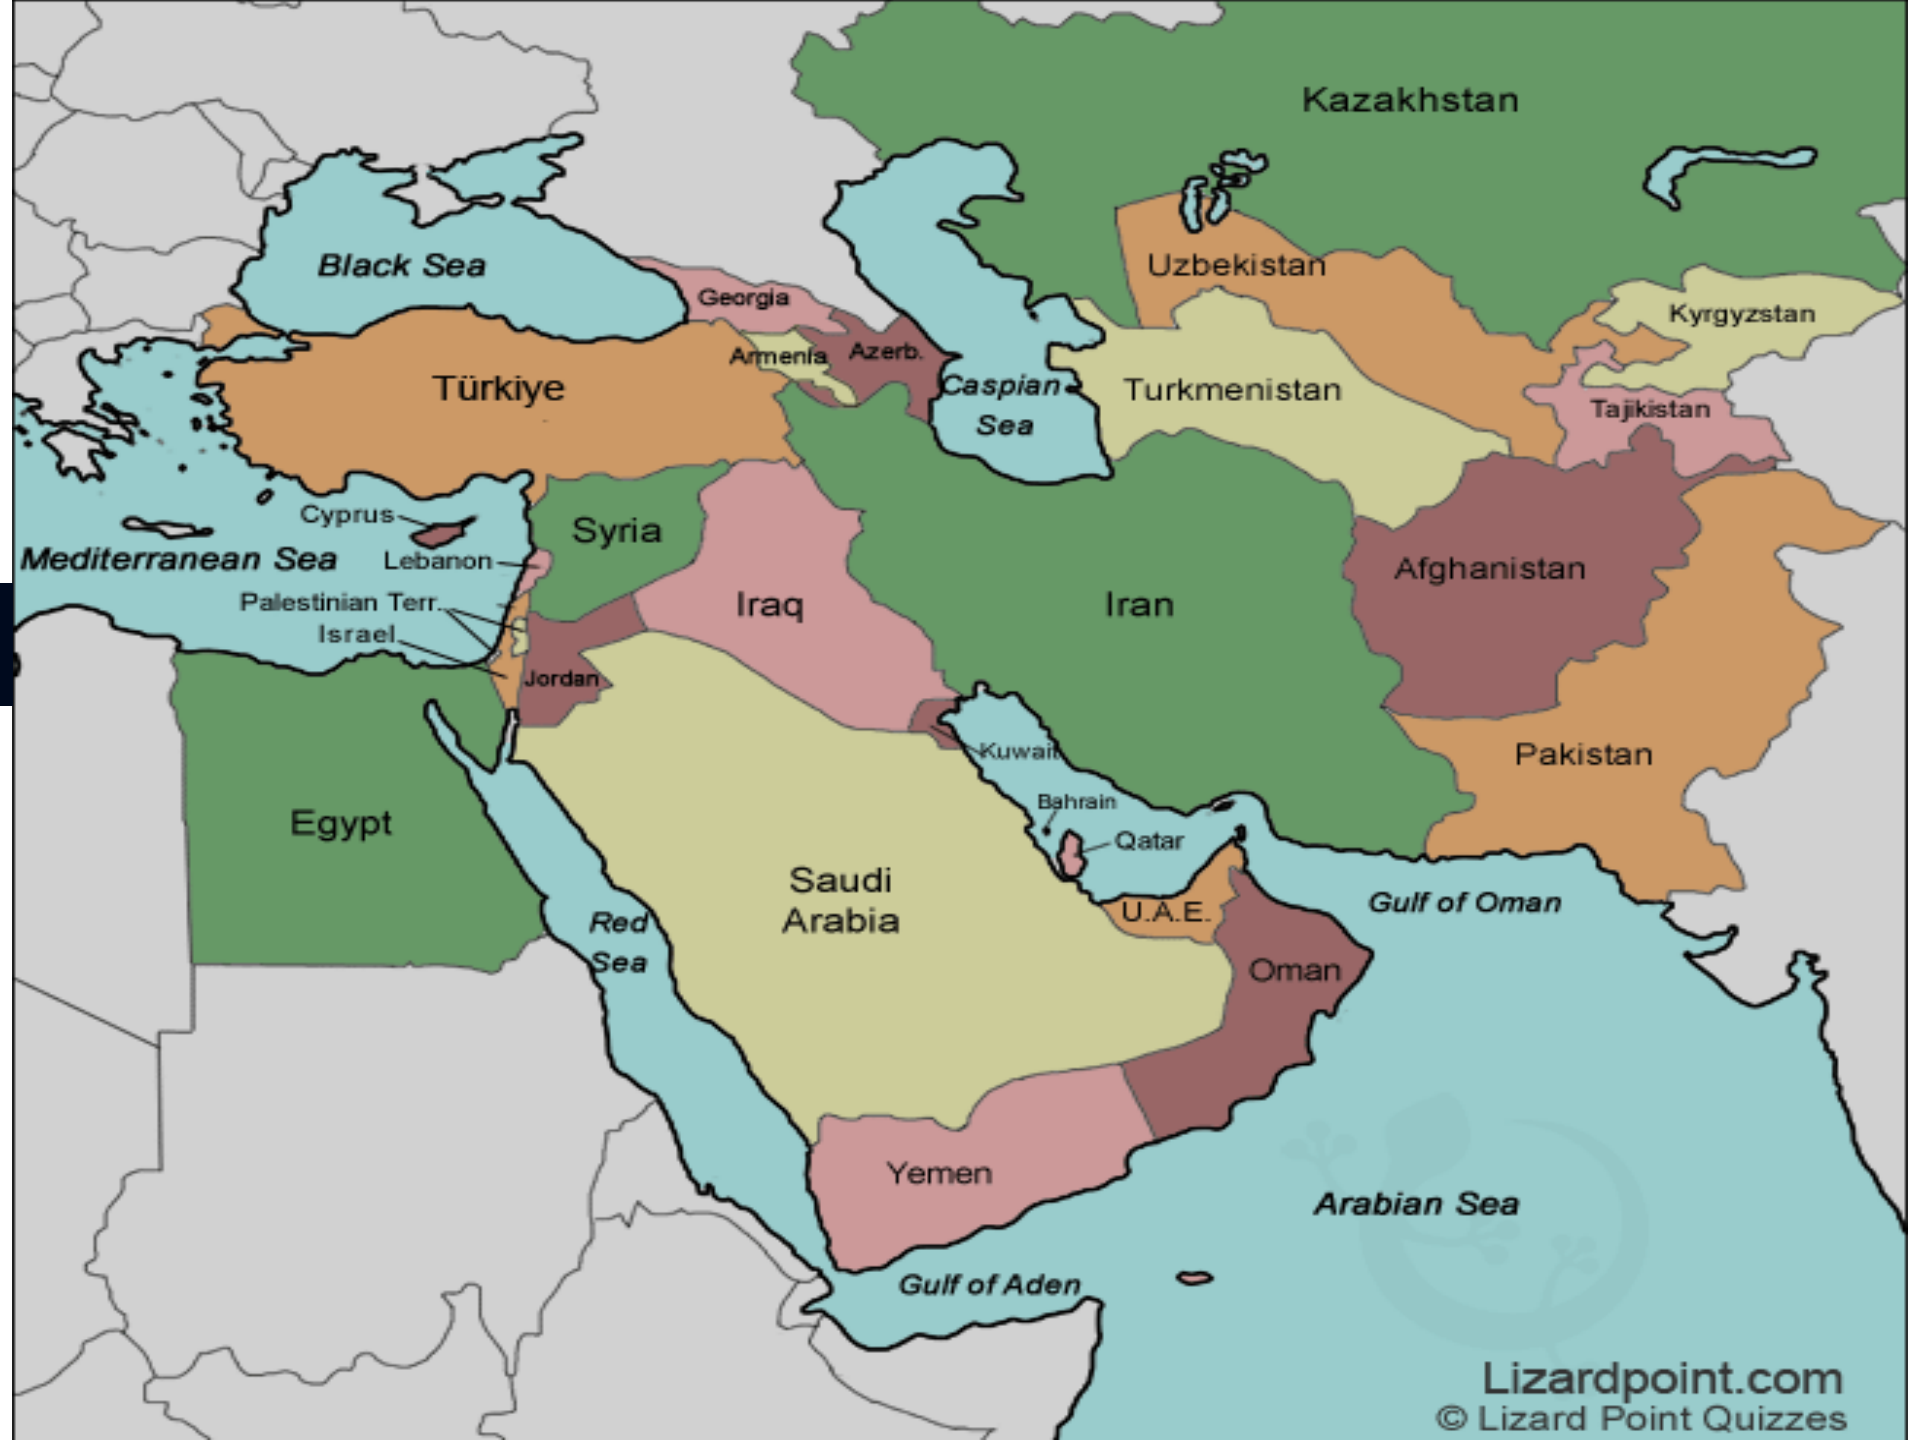 Kazakhstan
Black Sea
Uzbekistan
Georgia
Kyrgyzstan
Armenia
Azerb.
Türkiye
Caspian
Sea
Turkmenistan
Tajikistan
Cyprus
Syria
Mediterranean Sea
Lebanon
Afghanistan
Palestinian Terr.
Iraq
Iran
Israel
Jordan
Kuwait
Pakistan
Bahrain
Egypt
Qatar
Saudi
Arabia
U.A.E.
Gulf of Oman
Red
Sea
Oman
Yemen
Arabian Sea
Gulf of Aden
Lizardpoint.com
© Lizard Point Quizzes